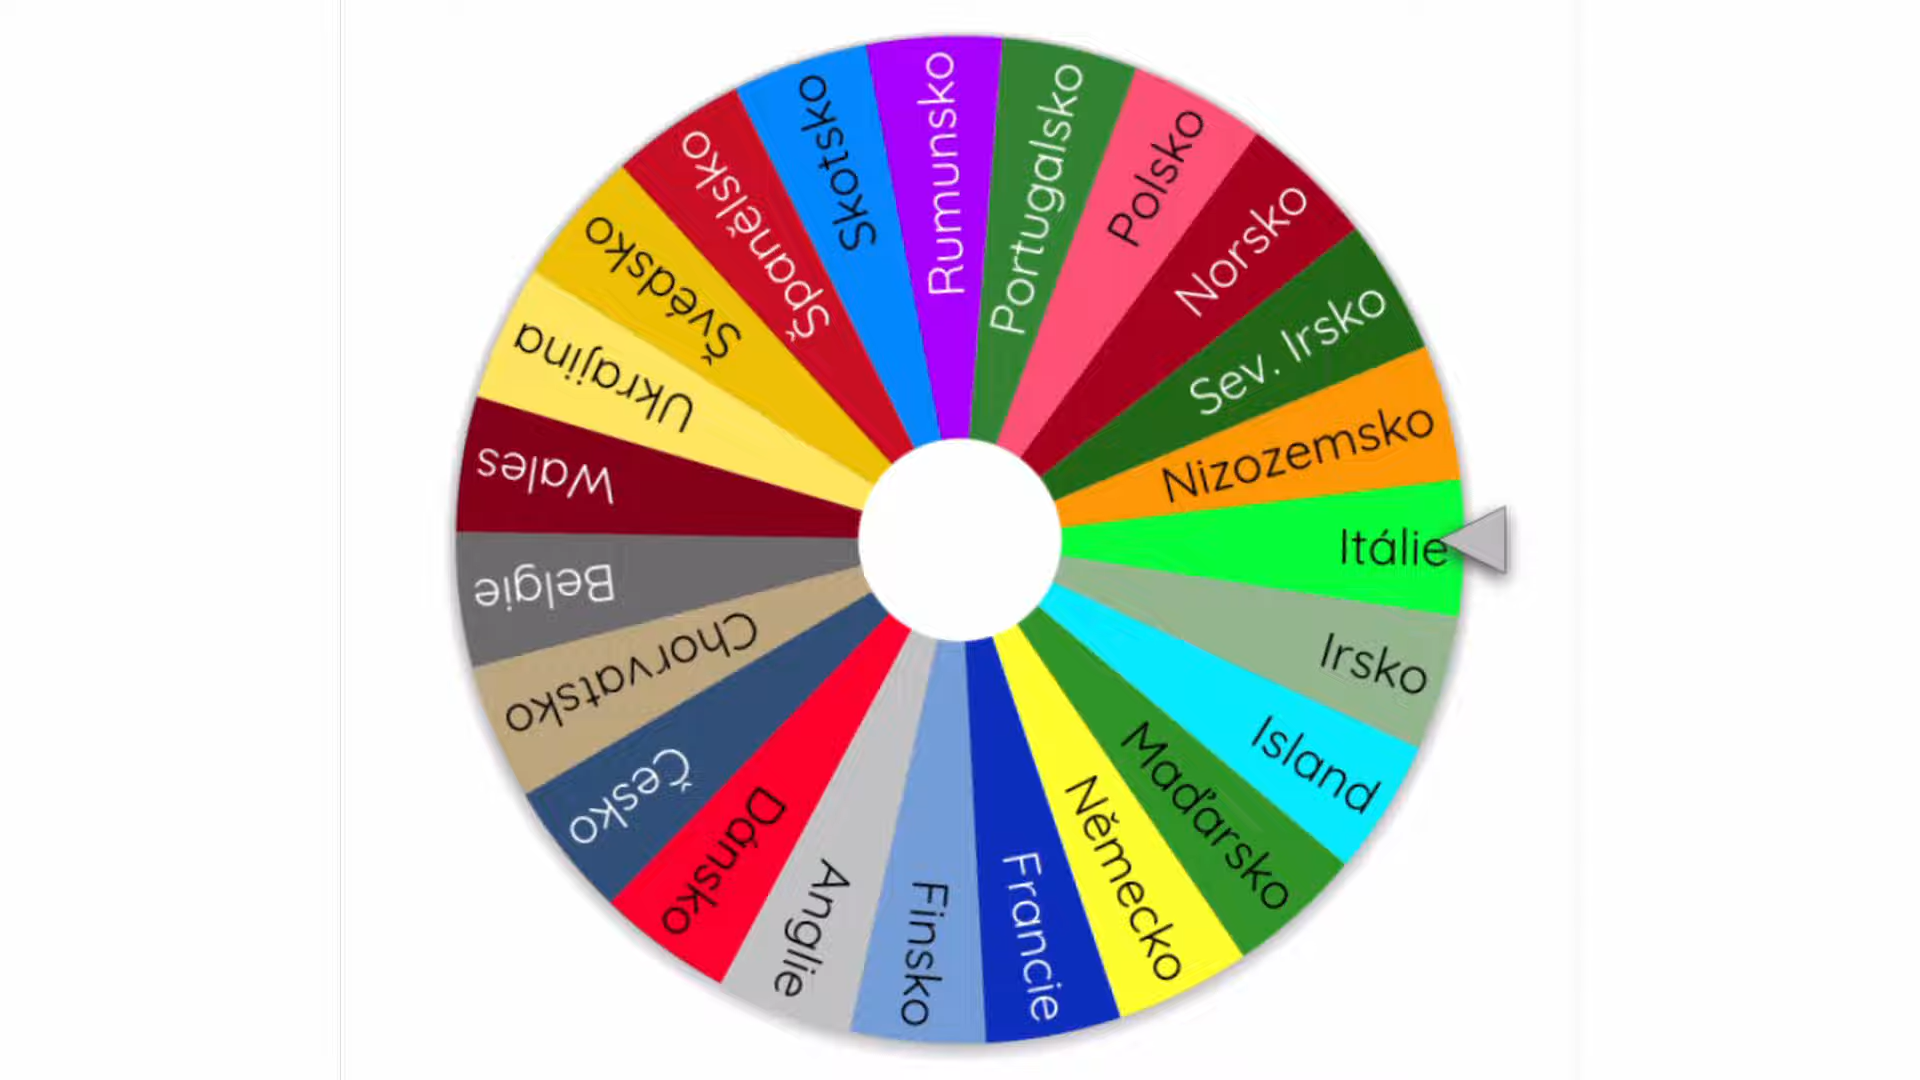 Rumunsko
Portugalsko
Polsko
Norsko
Sev. Irsko
Nizozemsko
Itálie
Irsko
Island
Maďarsko
Německo
Francie
Finsko
Anglie
Dánsko
Česko
Chorvatsko
Belgie
Wales
Ukrajina
Švédsko
Španělsko
Skotsko